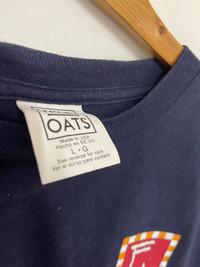 OATS
Made in USA
Hecho en EE UU
L - G
See reverse for care
Ver al dorso para cuidado